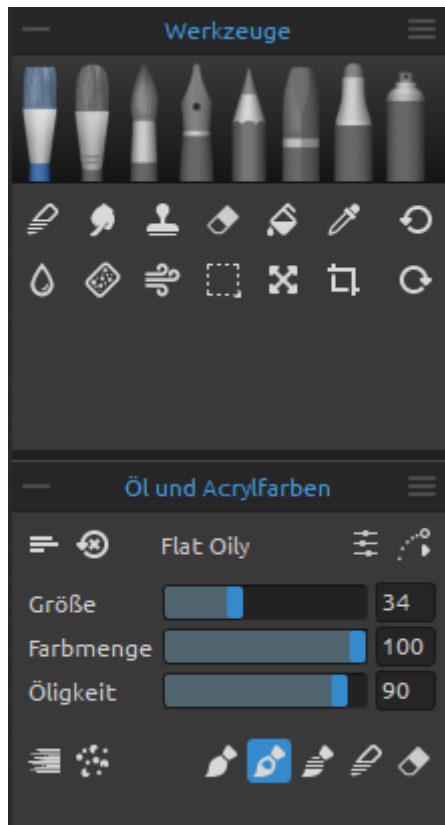 Werkzeuge
Öl und Acrylfarben
Flat Oily
Größe 34
Farbmenge 100
Öligkeit 90